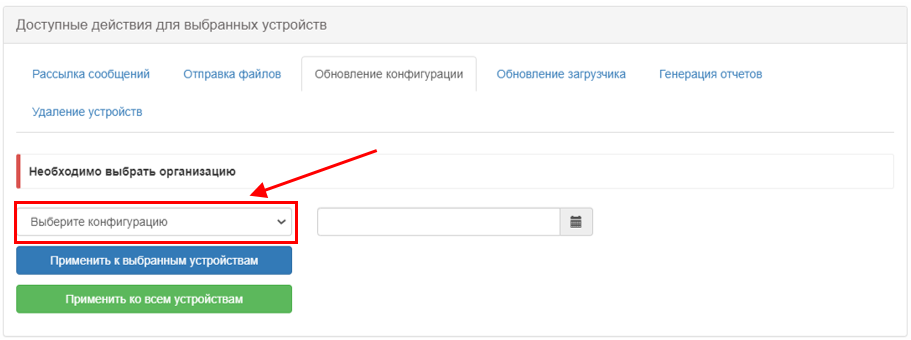 Доступные действия для выбранных устройств
Рассылка сообщений
Отправка файлов
Обновление конфигурации
Обновление загрузчика
Генерация отчетов
Удаление устройств
Необходимо выбрать организацию
Выберите конфигурацию
Применить к выбранным устройствам
Применить ко всем устройствам